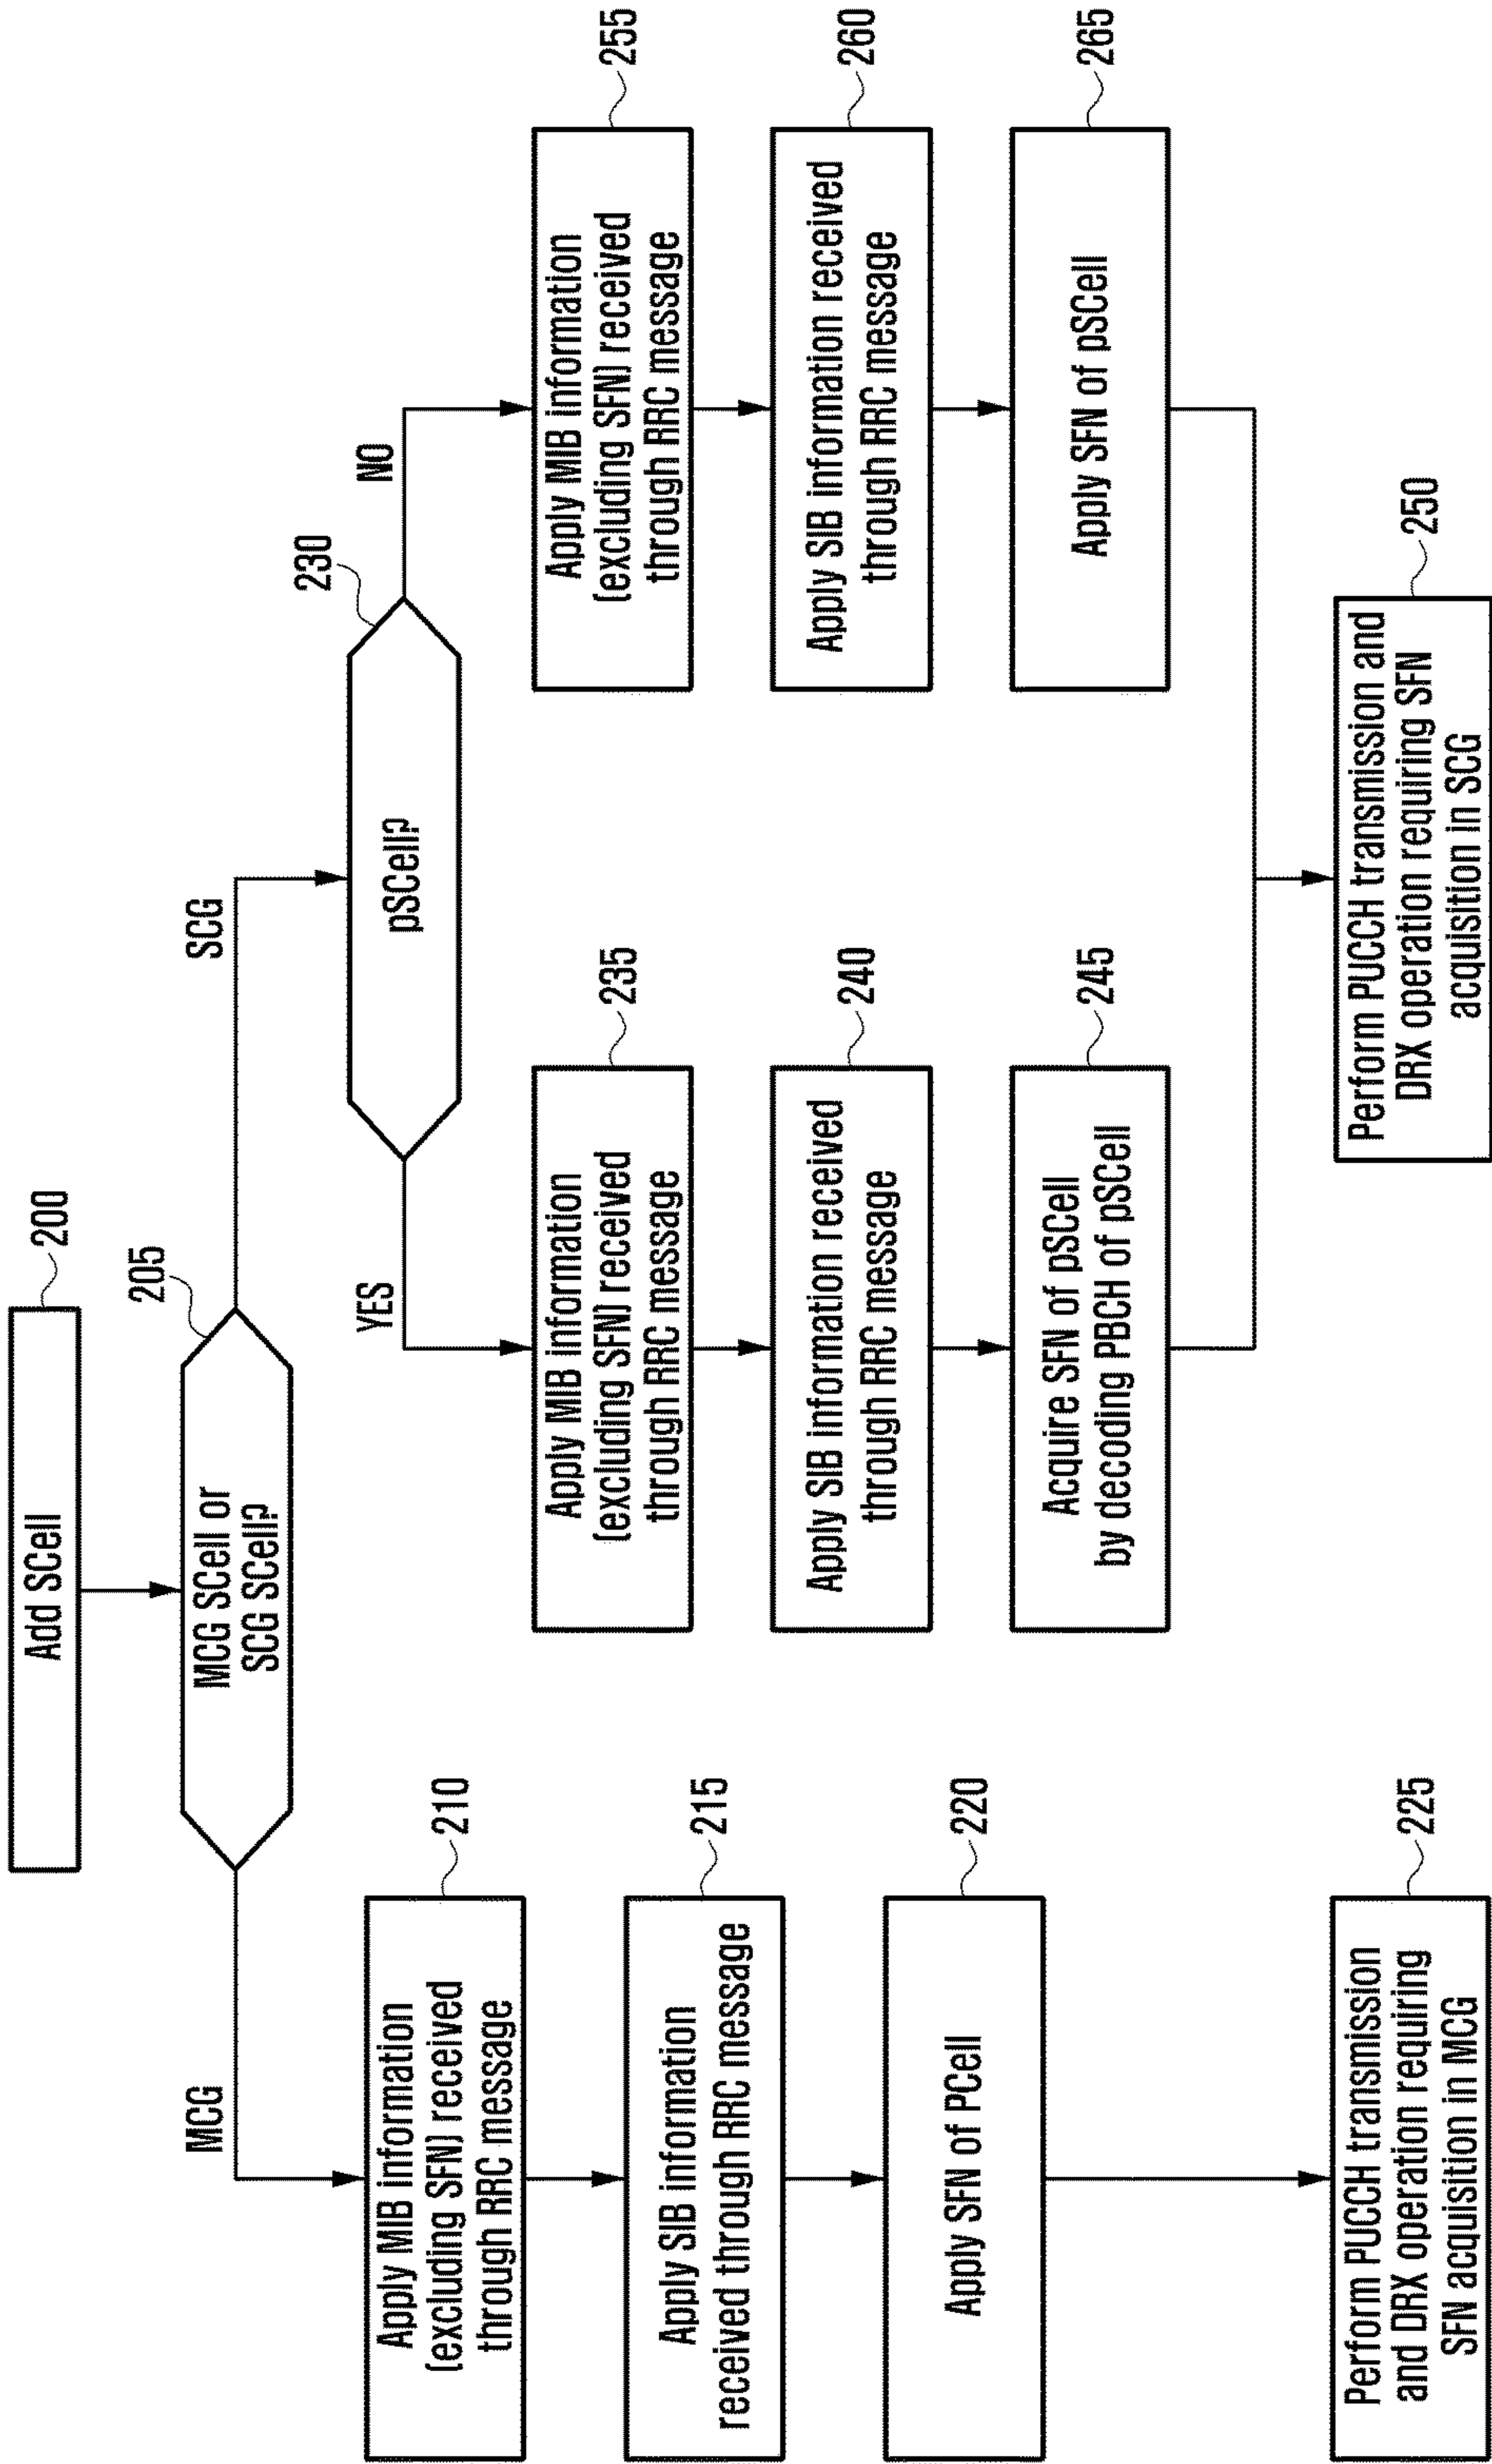 Add SCell
200
MCG SCell or
SCG SCell?
205
MCG
SCG
Apply MIB information
(excluding SFN) received
through RRC message
210
Apply SIB information
received through RRC message
215
Apply SFN of PCell
220
Perform PUCCH transmission
and DRX operation requiring
SFN acquisition in MCG
225
pSCell?
230
YES
NO
Apply MIB information
(excluding SFN) received
through RRC message
235
Apply SIB information received
through RRC message
240
Acquire SFN of pSCell
by decoding PBCH of pSCell
245
Apply MIB information
(excluding SFN) received
through RRC message
255
Apply SIB information received
through RRC message
260
Apply SFN of pSCell
265
Perform PUCCH transmission and
DRX operation requiring SFN
acquisition in SCG
250